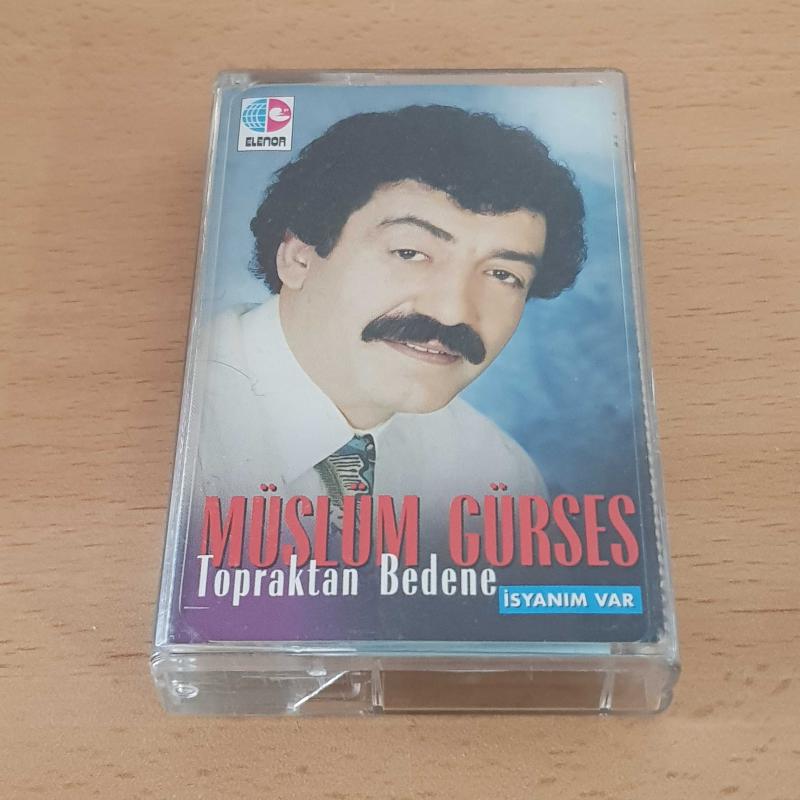 ELENOR
MÜSLÜM GÜRSES
Topraktan Bedene
İSYANIM VAR